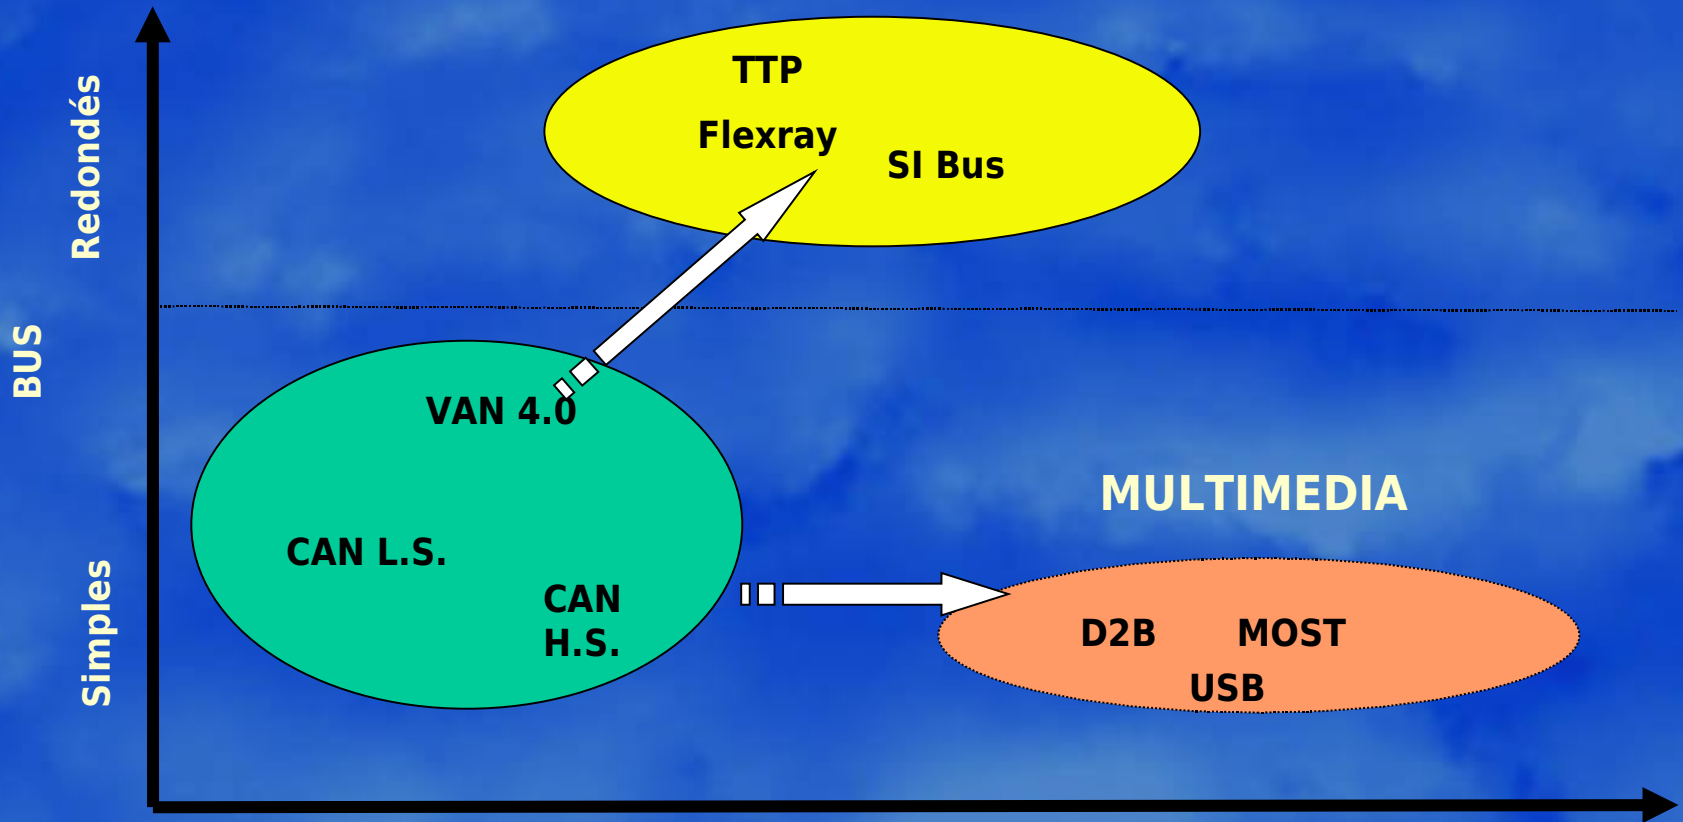 TTP
Flexray
SI Bus
Redondés
BUS
Simples
VAN 4.0
CAN L.S.
CAN
H.S.
MULTIMEDIA
D2B MOST
USB